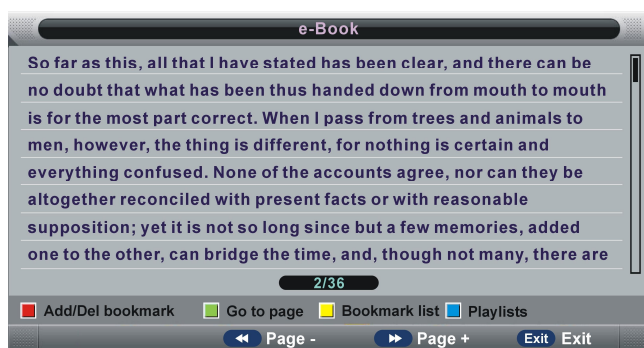 e-Book
So far as this, all that I have stated has been clear, and there can be
no doubt that what has been thus handed down from mouth to mouth
is for the most part correct. When I pass from trees and animals to
men, however, the thing is different, for nothing is certain and
everything confused. None of the accounts agree, nor can they be
altogether reconciled with present facts or with reasonable
supposition; yet it is not so long since but a few memories, added
one to the other, can bridge the time, and, though not many, there are
2/36
Add/Del bookmark Go to page Bookmark list Playlists
Page - Page + Exit Exit